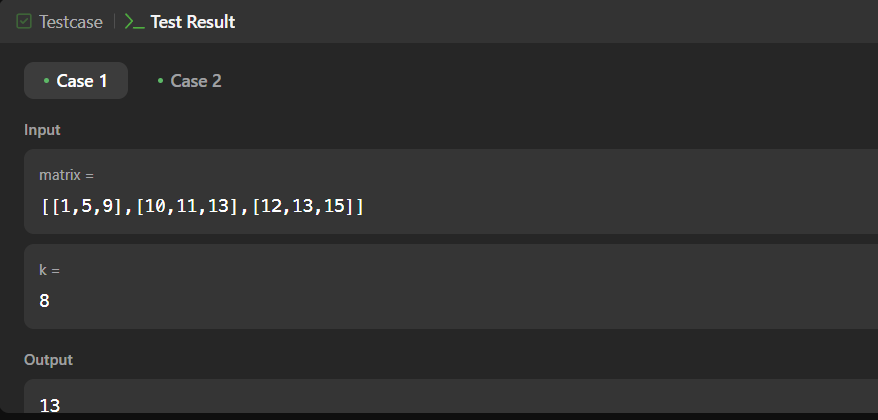 Testcase | Test Result
Case 1 Case 2
Input
matrix =
[[1,5,9],[10,11,13],[12,13,15]]
k =
8
Output
13